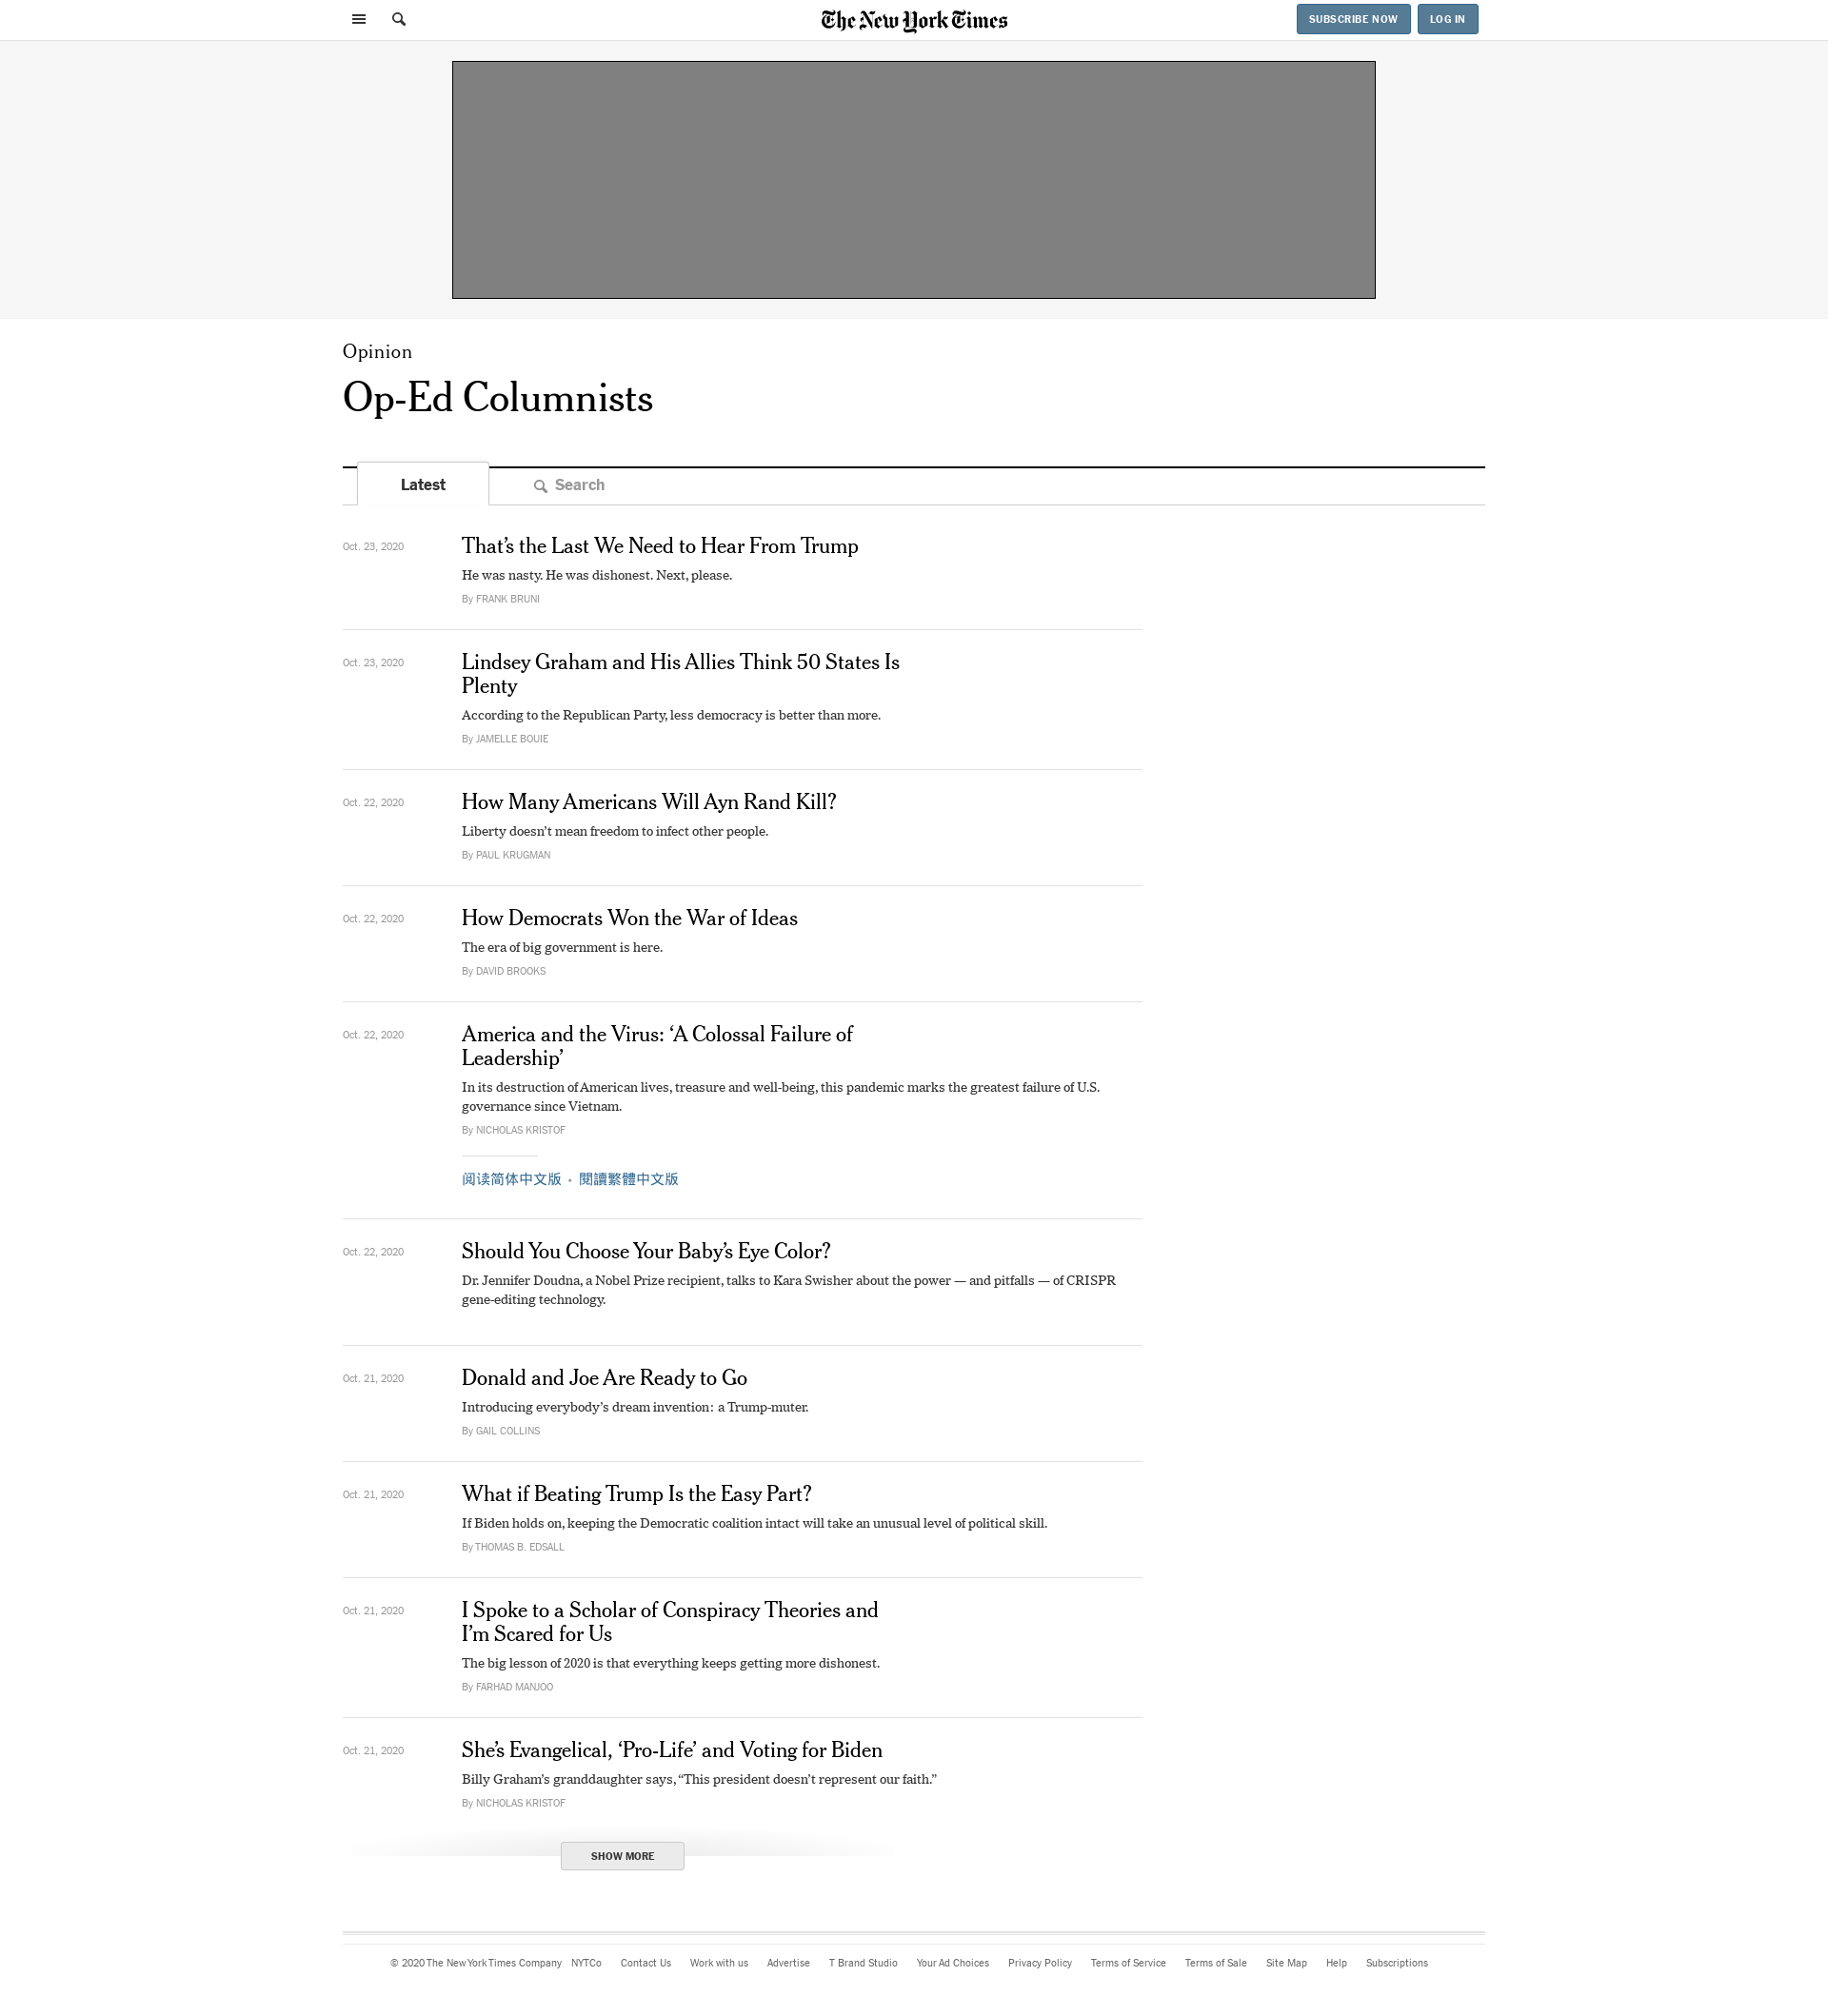 The New York Times
SUBSCRIBE NOW
LOG IN
Opinion
Op-Ed Columnists
Latest
Search
Oct. 23, 2020
That’s the Last We Need to Hear From Trump
He was nasty. He was dishonest. Next, please.
By FRANK BRUNI
Oct. 23, 2020
Lindsey Graham and His Allies Think 50 States Is
Plenty
According to the Republican Party, less democracy is better than more.
By JAMELLE BOUIE
Oct. 22, 2020
How Many Americans Will Ayn Rand Kill?
Liberty doesn’t mean freedom to infect other people.
By PAUL KRUGMAN
Oct. 22, 2020
How Democrats Won the War of Ideas
The era of big government is here.
By DAVID BROOKS
Oct. 22, 2020
America and the Virus: ‘A Colossal Failure of
Leadership’
In its destruction of American lives, treasure and well-being, this pandemic marks the greatest failure of U.S.
governance since Vietnam.
By NICHOLAS KRISTOF
阅读简体中文版 • 閱讀繁體中文版
Oct. 22, 2020
Should You Choose Your Baby’s Eye Color?
Dr. Jennifer Doudna, a Nobel Prize recipient, talks to Kara Swisher about the power — and pitfalls — of CRISPR
gene-editing technology.
Oct. 21, 2020
Donald and Joe Are Ready to Go
Introducing everybody’s dream invention: a Trump-muter.
By GAIL COLLINS
Oct. 21, 2020
What if Beating Trump Is the Easy Part?
If Biden holds on, keeping the Democratic coalition intact will take an unusual level of political skill.
By THOMAS B. EDSALL
Oct. 21, 2020
I Spoke to a Scholar of Conspiracy Theories and
I’m Scared for Us
The big lesson of 2020 is that everything keeps getting more dishonest.
By FARHAD MANJOO
Oct. 21, 2020
She’s Evangelical, ‘Pro-Life’ and Voting for Biden
Billy Graham’s granddaughter says, “This president doesn’t represent our faith.”
By NICHOLAS KRISTOF
SHOW MORE
© 2020 The New York Times Company NYTCo Contact Us Work with us Advertise T Brand Studio Your Ad Choices Privacy Policy Terms of Service Terms of Sale Site Map Help Subscriptions